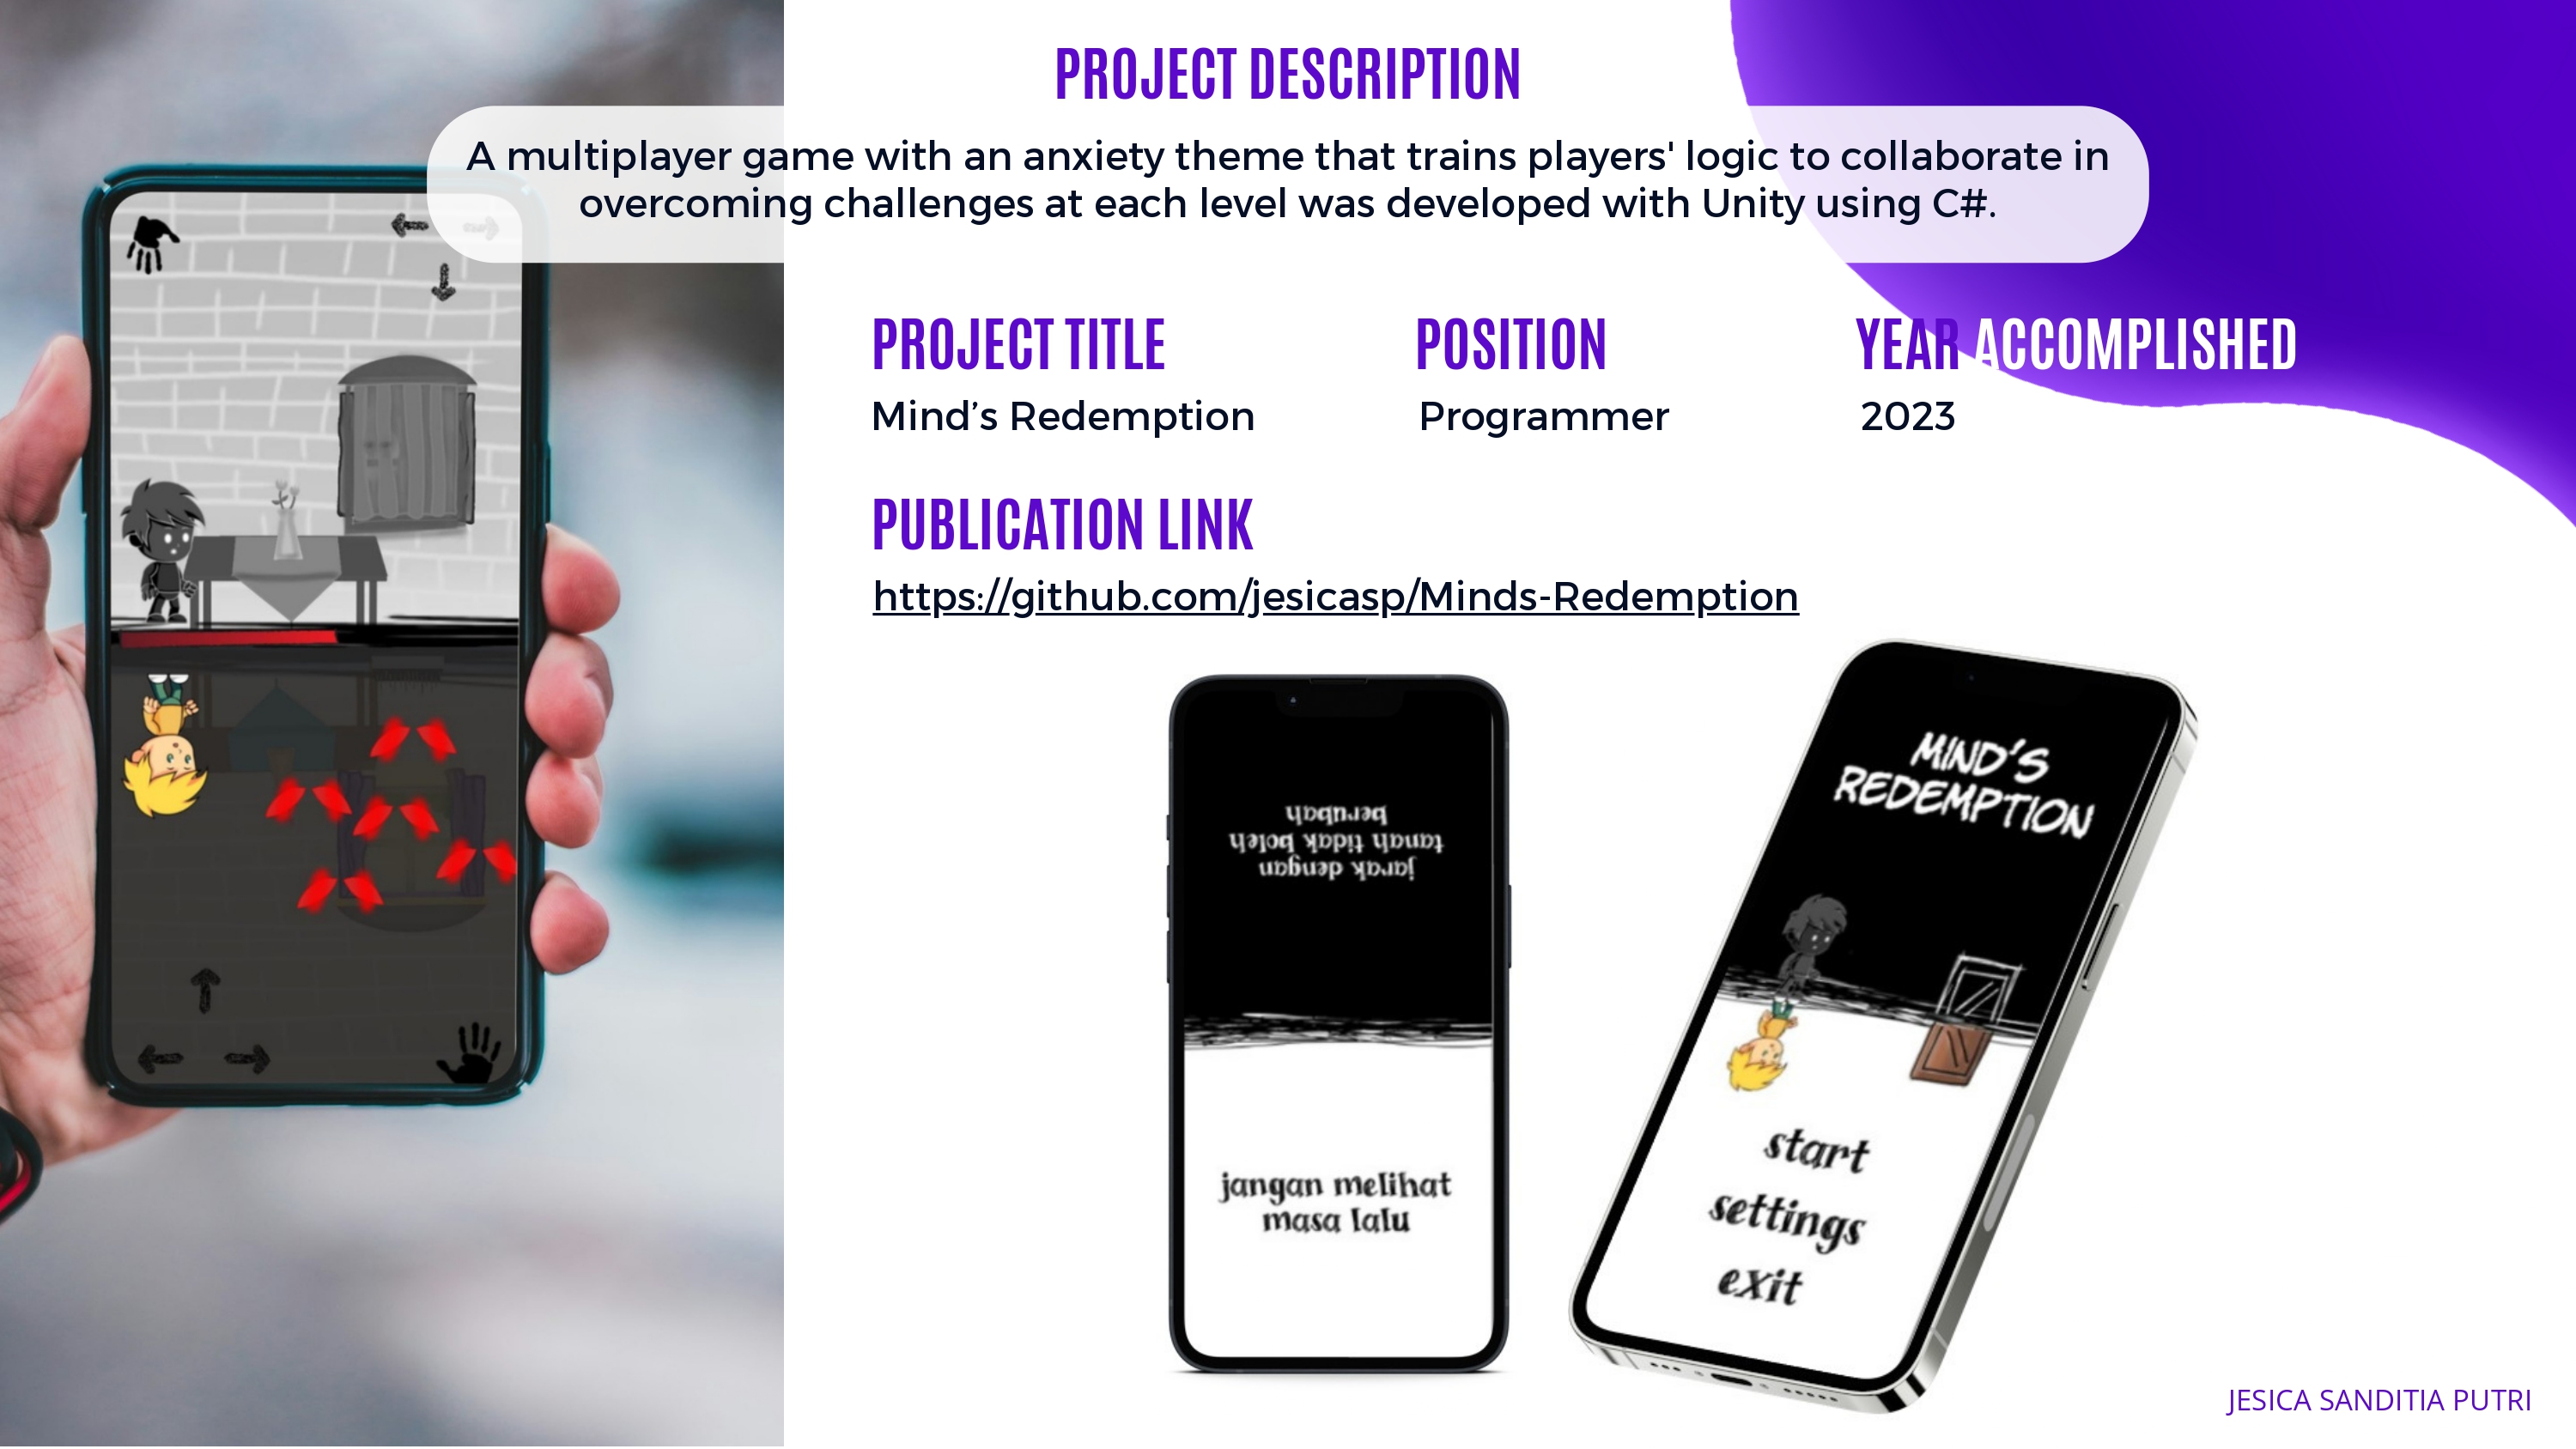 PROJECT DESCRIPTION
A multiplayer game with an anxiety theme that trains players' logic to collaborate in
overcoming challenges at each level was developed with Unity using C#.
PROJECT TITLE
Mind’s Redemption
POSITION
Programmer
YEAR ACCOMPLISHED
2023
PUBLICATION LINK
https://github.com/jesicasp/Minds-Redemption
jarak dengan
tanah tidak boleh
berubah
jangan melihat
masa lalu
MIND'S
REDEMPTION
start
settings
exit
JESICA SANDITIA PUTRI